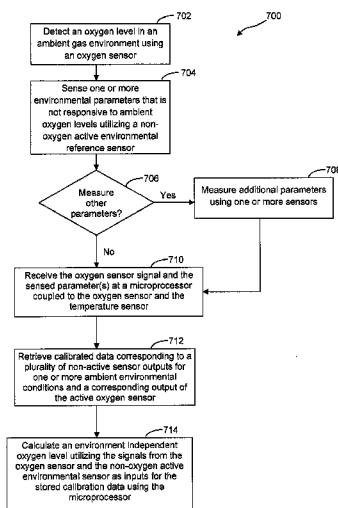 702
700
Detect an oxygen level in an
ambient gas environment using
an oxygen sensor
704
Sense one or more
environmental parameters that is
not responsive to ambient
oxygen levels utilizing a non-
oxygen active environmental
reference sensor
706
Measure
other
parameters?
Yes
708
Measure additional parameters
using one or more sensors
No
710
Receive the oxygen sensor signal and the
sensed parameter(s) at a microprocessor
coupled to the oxygen sensor and the
temperature sensor
712
Retrieve calibrated data corresponding to a
plurality of non-active sensor outputs for
one or more ambient environmental
conditions and a corresponding output of
the active oxygen sensor
714
Calculate an environment independent
oxygen level utilizing the signals from the
oxygen sensor and the non-oxygen active
environmental sensor as inputs for the
stored calibration data using the
microprocessor